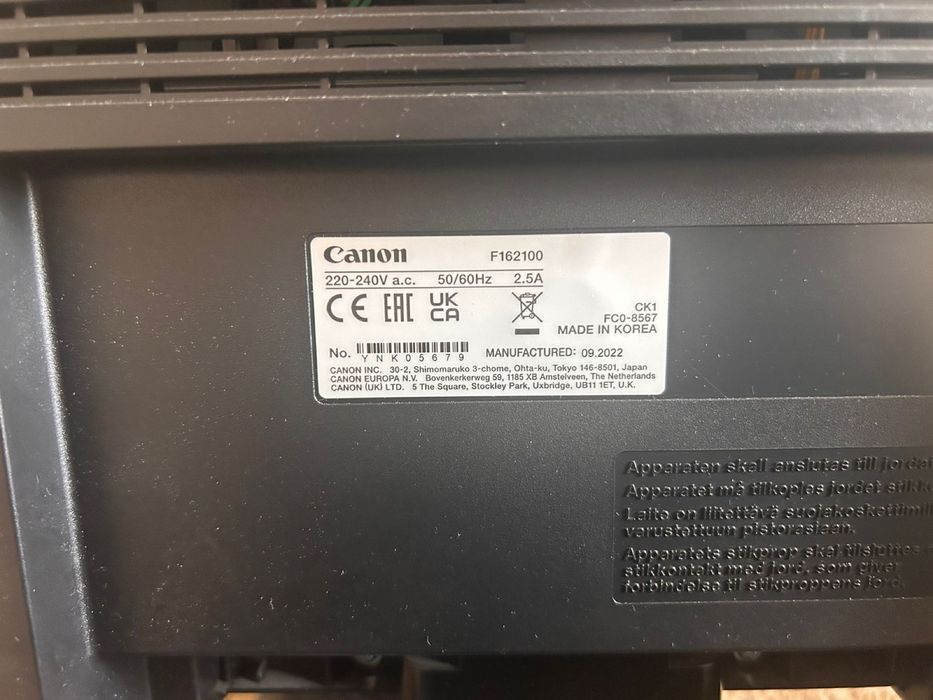 Canon F162100
220-240V a.c. 50/60Hz 2.5A
CE EAC UK CA
CK1
FC0-8567
MADE IN KOREA
No. YNK05679 MANUFACTURED: 09.2022
CANON INC. 30-2, Shimomaruko 3-chome, Ohta-ku, Tokyo 146-8501, Japan
CANON EUROPA N.V. Bovenkerkerweg 59, 1185 XB Amstelveen, The Netherlands
CANON (UK) LTD. 5 The Square, Stockley Park, Uxbridge, UB11 1ET, U.K.
Apparaten skall anslutas till
Apparatet må tilkoples jordet
Laite on liitettävä
varustettuun pistorasiaan.
Apparatets stikprop skal tilsluttes
stikkontakt med jord, som giver
forbindelse til stikproppens jord.